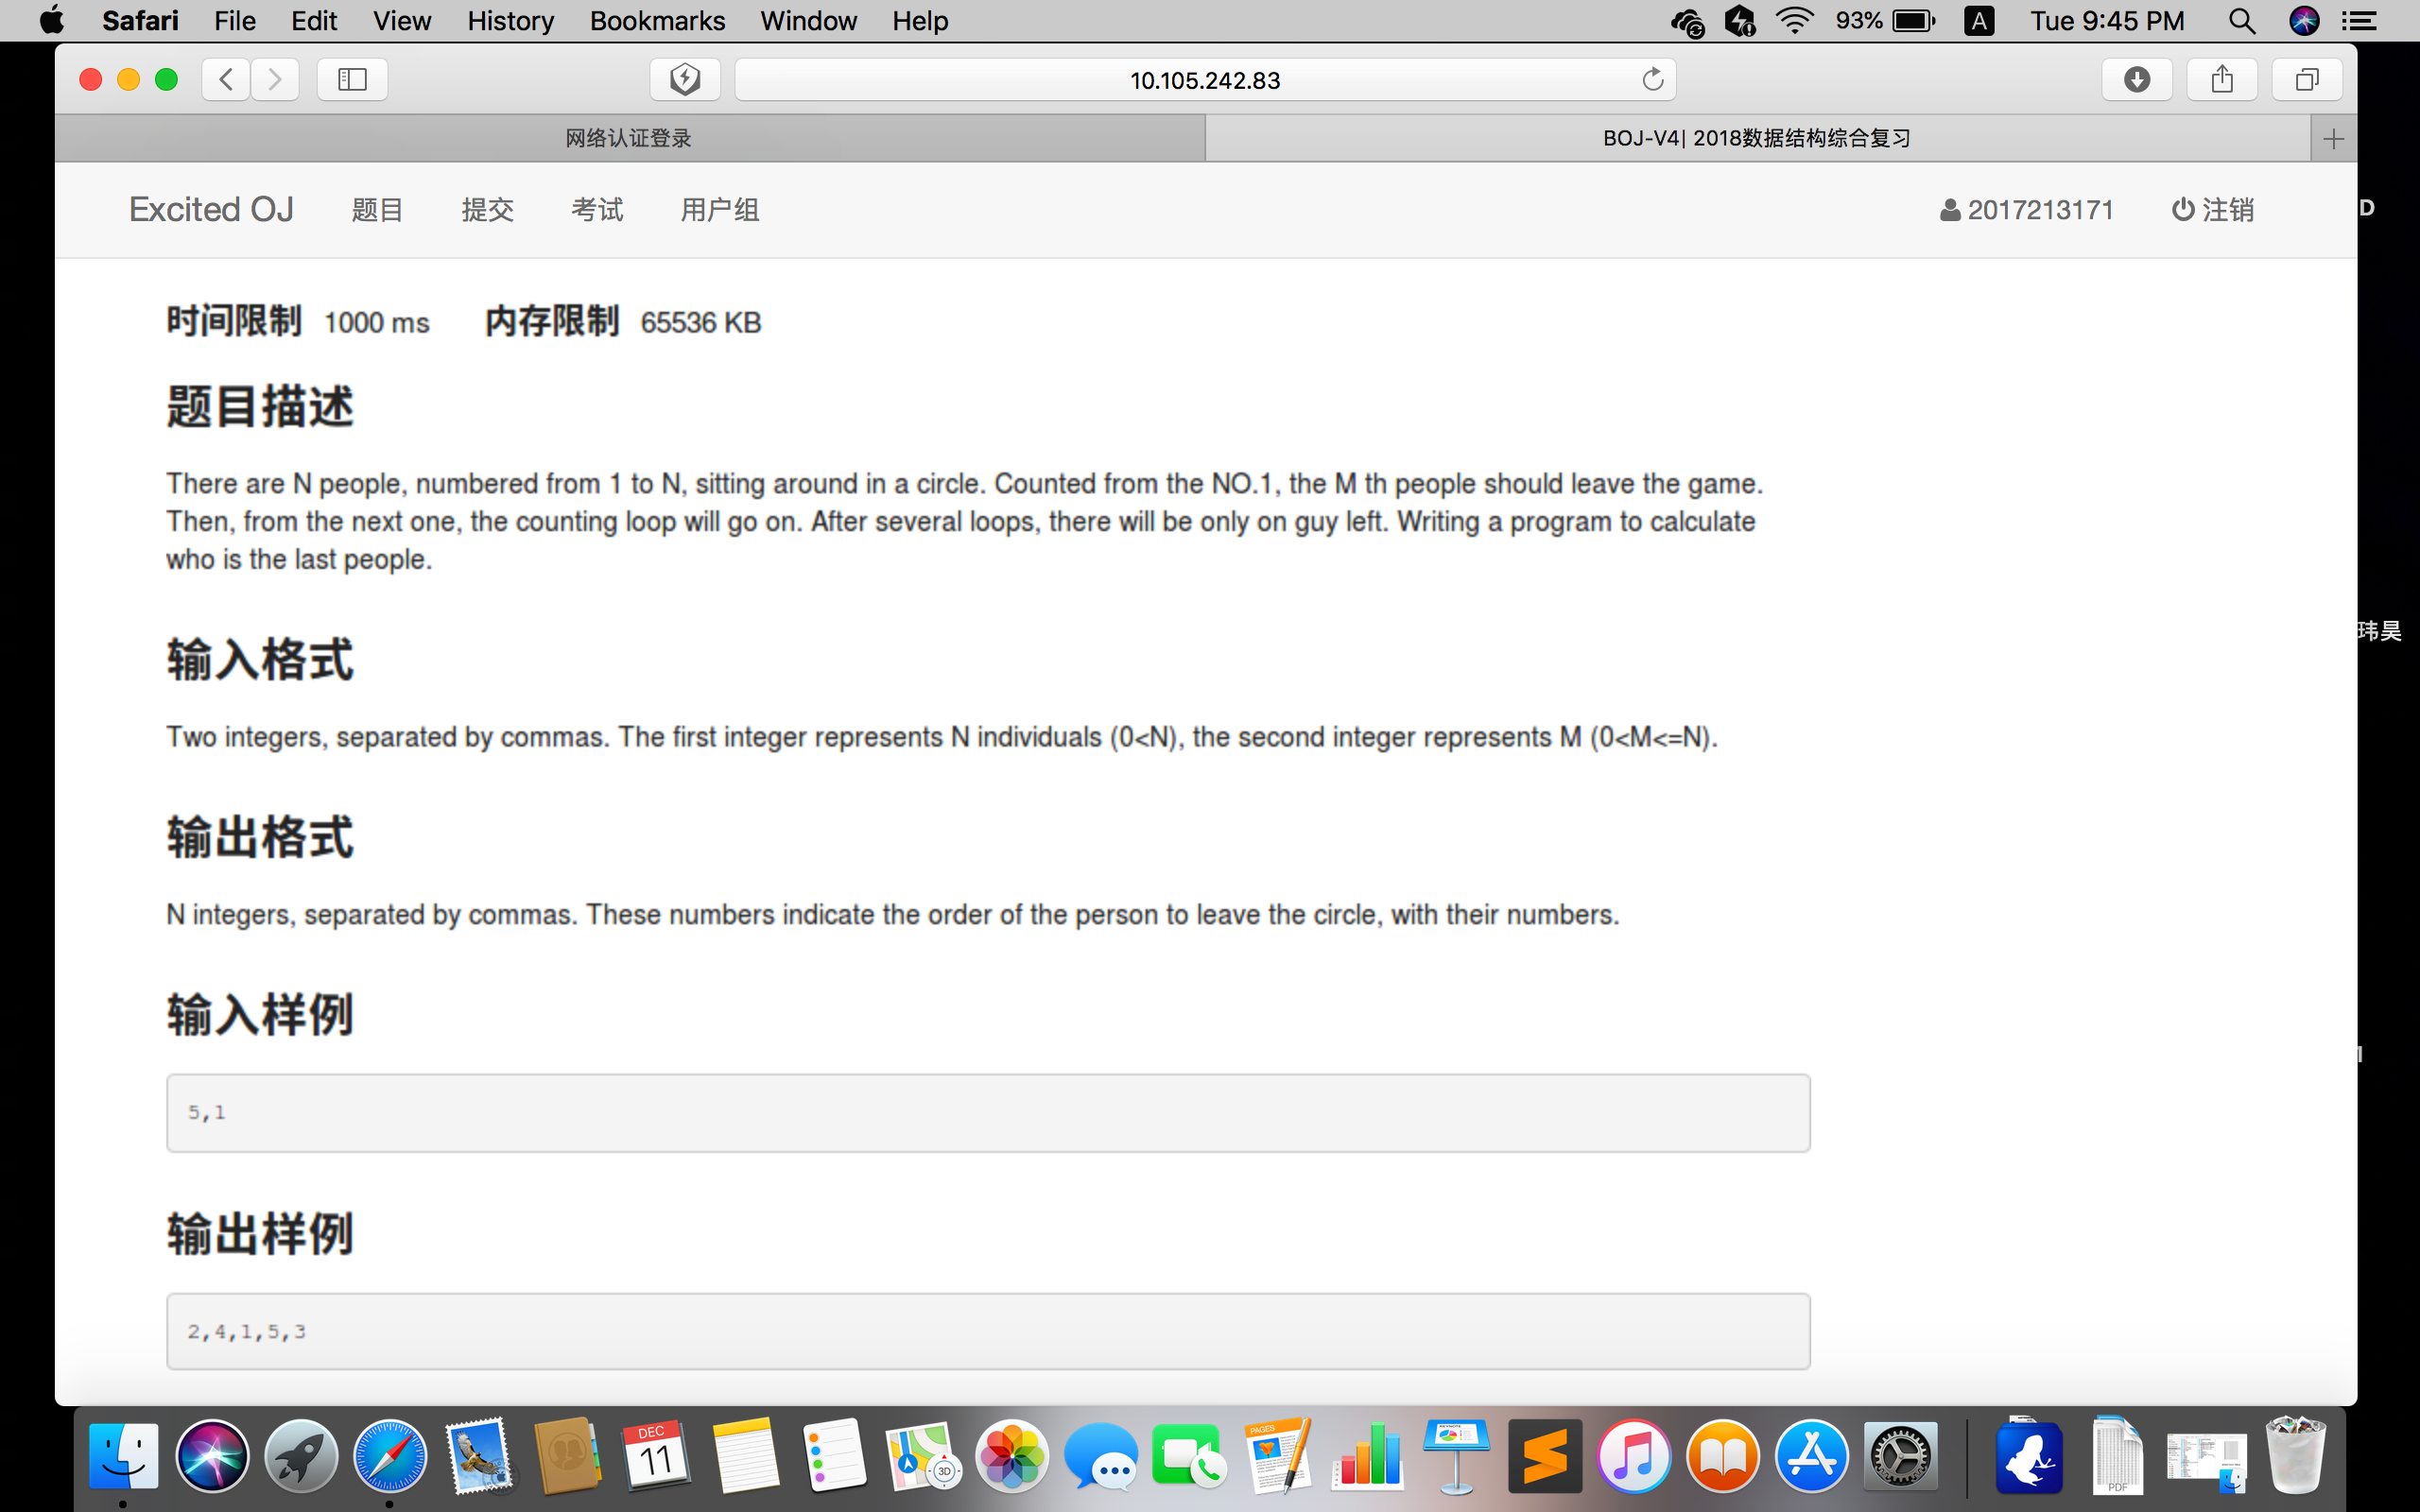 Safari File Edit View History Bookmarks Window Help 93% A Tue 9:45 PM
10.105.242.83
网络认证登录 BOJ-V4| 2018数据结构综合复习
Excited OJ 题目 提交 考试 用户组 2017213171 注销
D
时间限制 1000 ms 内存限制 65536 KB
题目描述
There are N people, numbered from 1 to N, sitting around in a circle. Counted from the NO.1, the M th people should leave the game.
Then, from the next one, the counting loop will go on. After several loops, there will be only on guy left. Writing a program to calculate
who is the last people.
玮昊
输入格式
Two integers, separated by commas. The first integer represents N individuals (0<N), the second integer represents M (0<M<=N).
输出格式
N integers, separated by commas. These numbers indicate the order of the person to leave the circle, with their numbers.
输入样例
5,1
输出样例
2,4,1,5,3
DEC
11
3D
PAGES
KEYNOTE
PDF